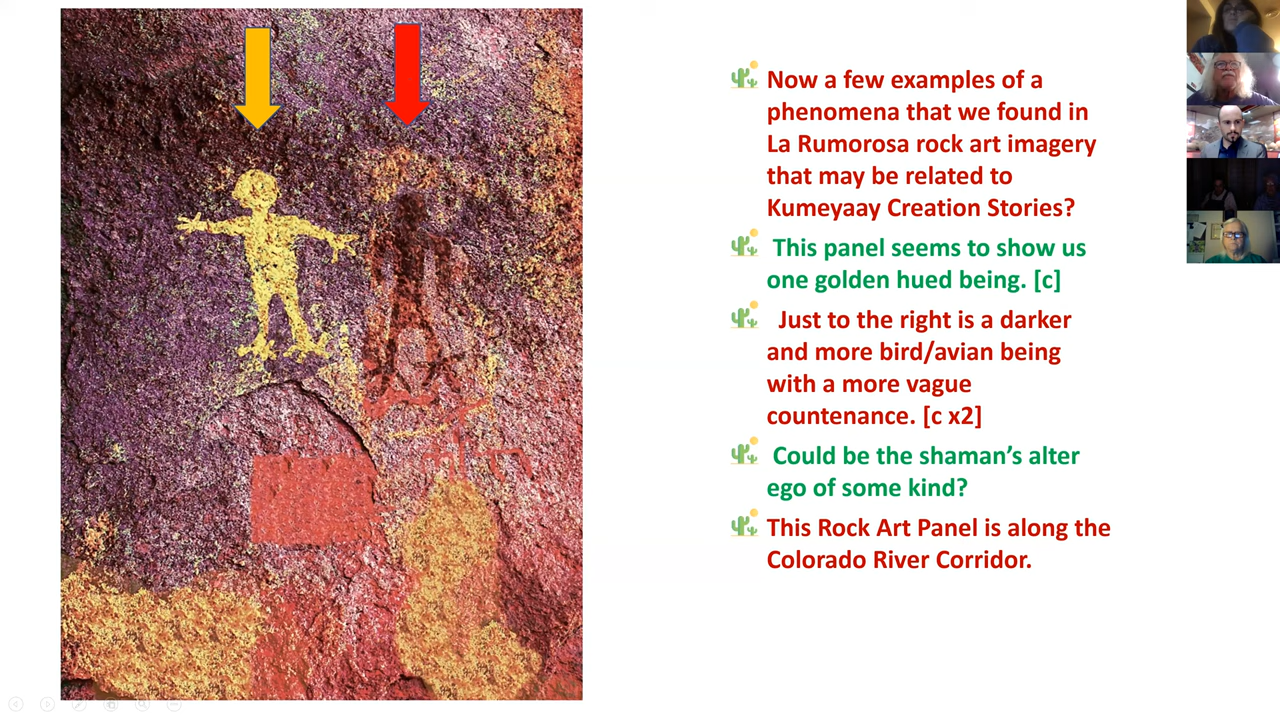 Now a few examples of a
phenomena that we found in
La Rumorosa rock art imagery
that may be related to
Kumeyaay Creation Stories?
This panel seems to show us
one golden hued being. [c]
Just to the right is a darker
and more bird/avian being
with a more vague
countenance. [c x2]
Could be the shaman’s alter
ego of some kind?
This Rock Art Panel is along the
Colorado River Corridor.